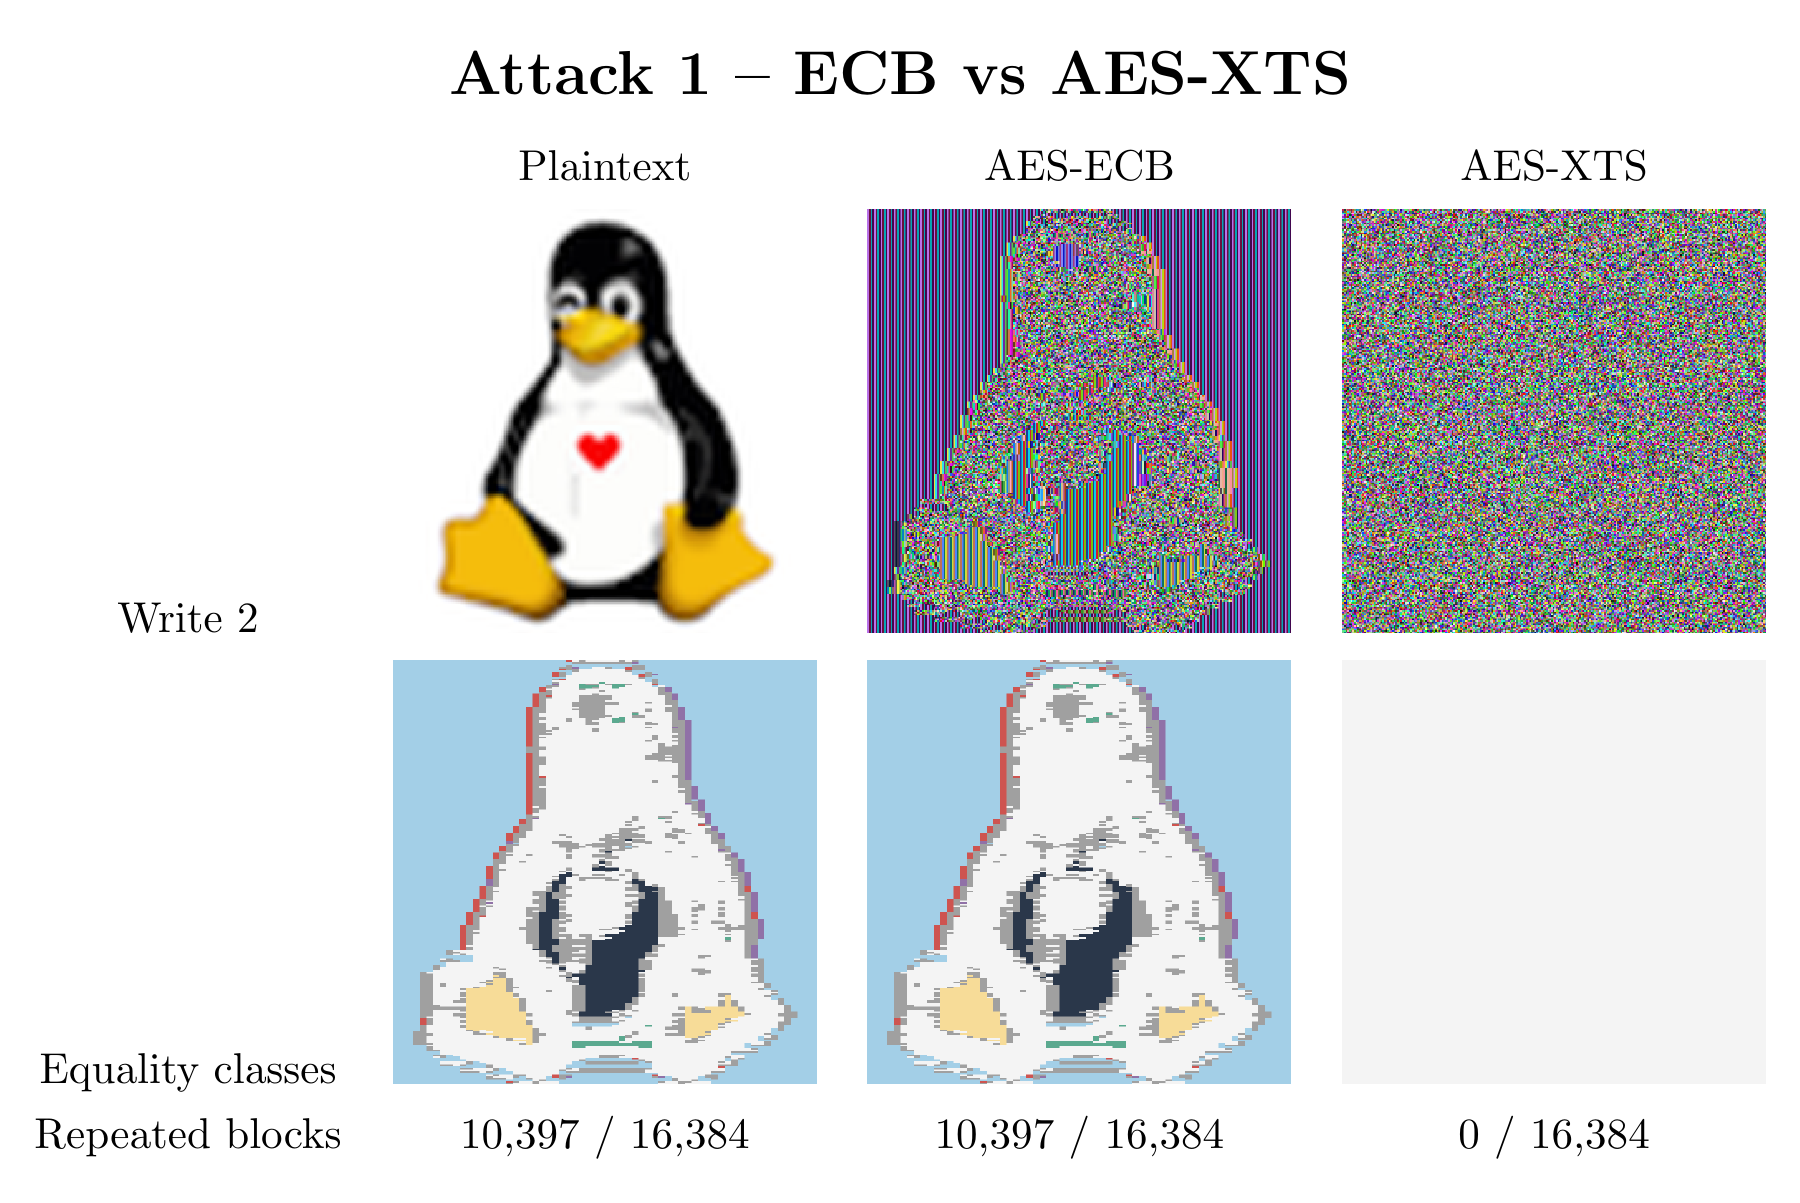 Attack 1 – ECB vs AES-XTS
Plaintext AES-ECB AES-XTS
Write 2
Equality classes
Repeated blocks 10,397 / 16,384 10,397 / 16,384 0 / 16,384